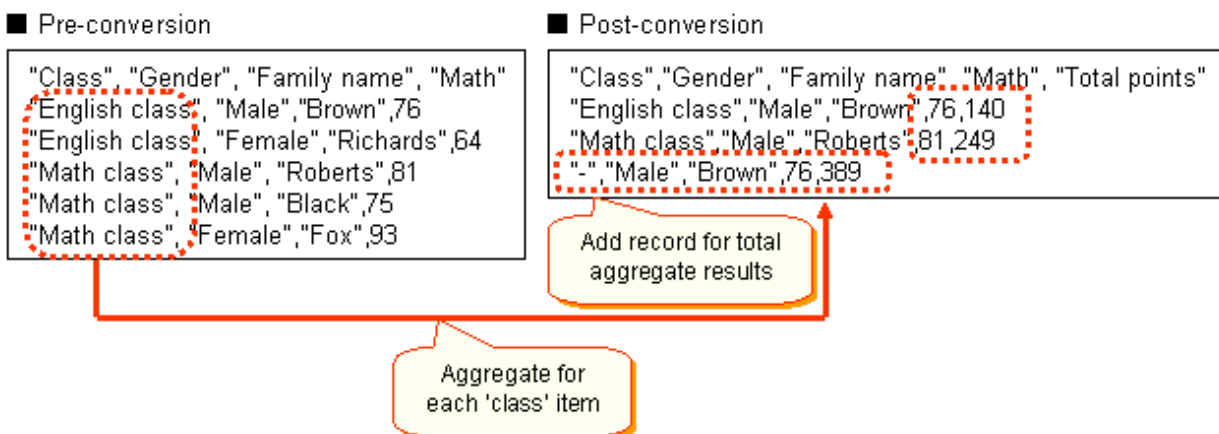 ■ Pre-conversion
"Class", "Gender", "Family name", "Math"
"English class", "Male","Brown",76
"English class", "Female","Richards",64
"Math class", "Male", "Roberts",81
"Math class", "Male", "Black",75
"Math class", "Female","Fox",93
■ Post-conversion
"Class","Gender", "Family name", "Math", "Total points"
"English class","Male","Brown",76,140
"Math class","Male","Roberts",81,249
"-","Male","Brown",76,389
Add record for total
aggregate results
Aggregate for
each 'class' item